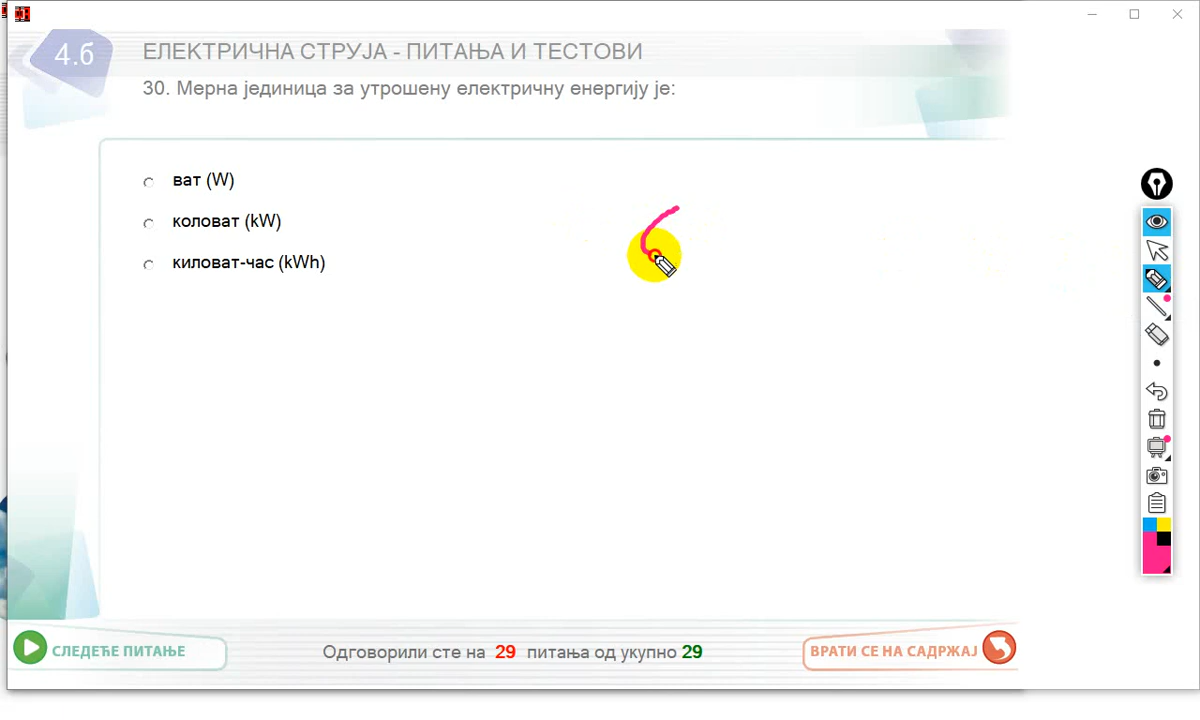 4.б
ЕЛЕКТРИЧНА СТРУЈА - ПИТАЊА И ТЕСТОВИ
30. Мерна јединица за утрошену електричну енергију је:
ват (W)
коловат (kW)
киловат-час (kWh)
СЛЕДЕЋЕ ПИТАЊЕ
Одговорили сте на 29 питања од укупно 29
ВРАТИ СЕ НА САДРЖАЈ